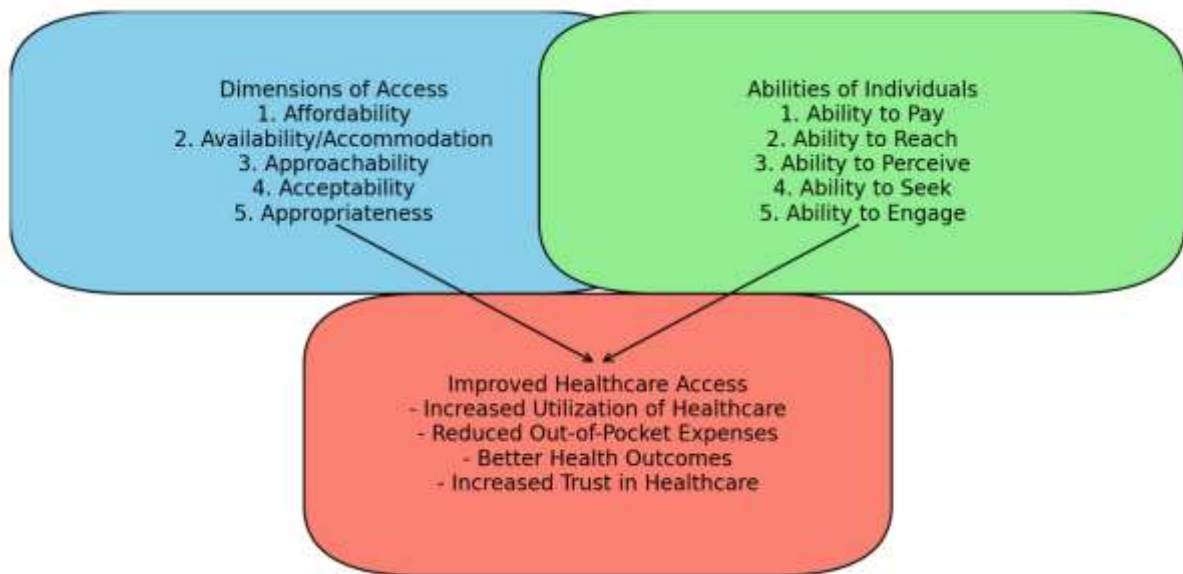 Dimensions of Access
1. Affordability
2. Availability/Accommodation
3. Approachability
4. Acceptability
5. Appropriateness
Abilities of Individuals
1. Ability to Pay
2. Ability to Reach
3. Ability to Perceive
4. Ability to Seek
5. Ability to Engage
Improved Healthcare Access
- Increased Utilization of Healthcare
- Reduced Out-of-Pocket Expenses
- Better Health Outcomes
- Increased Trust in Healthcare